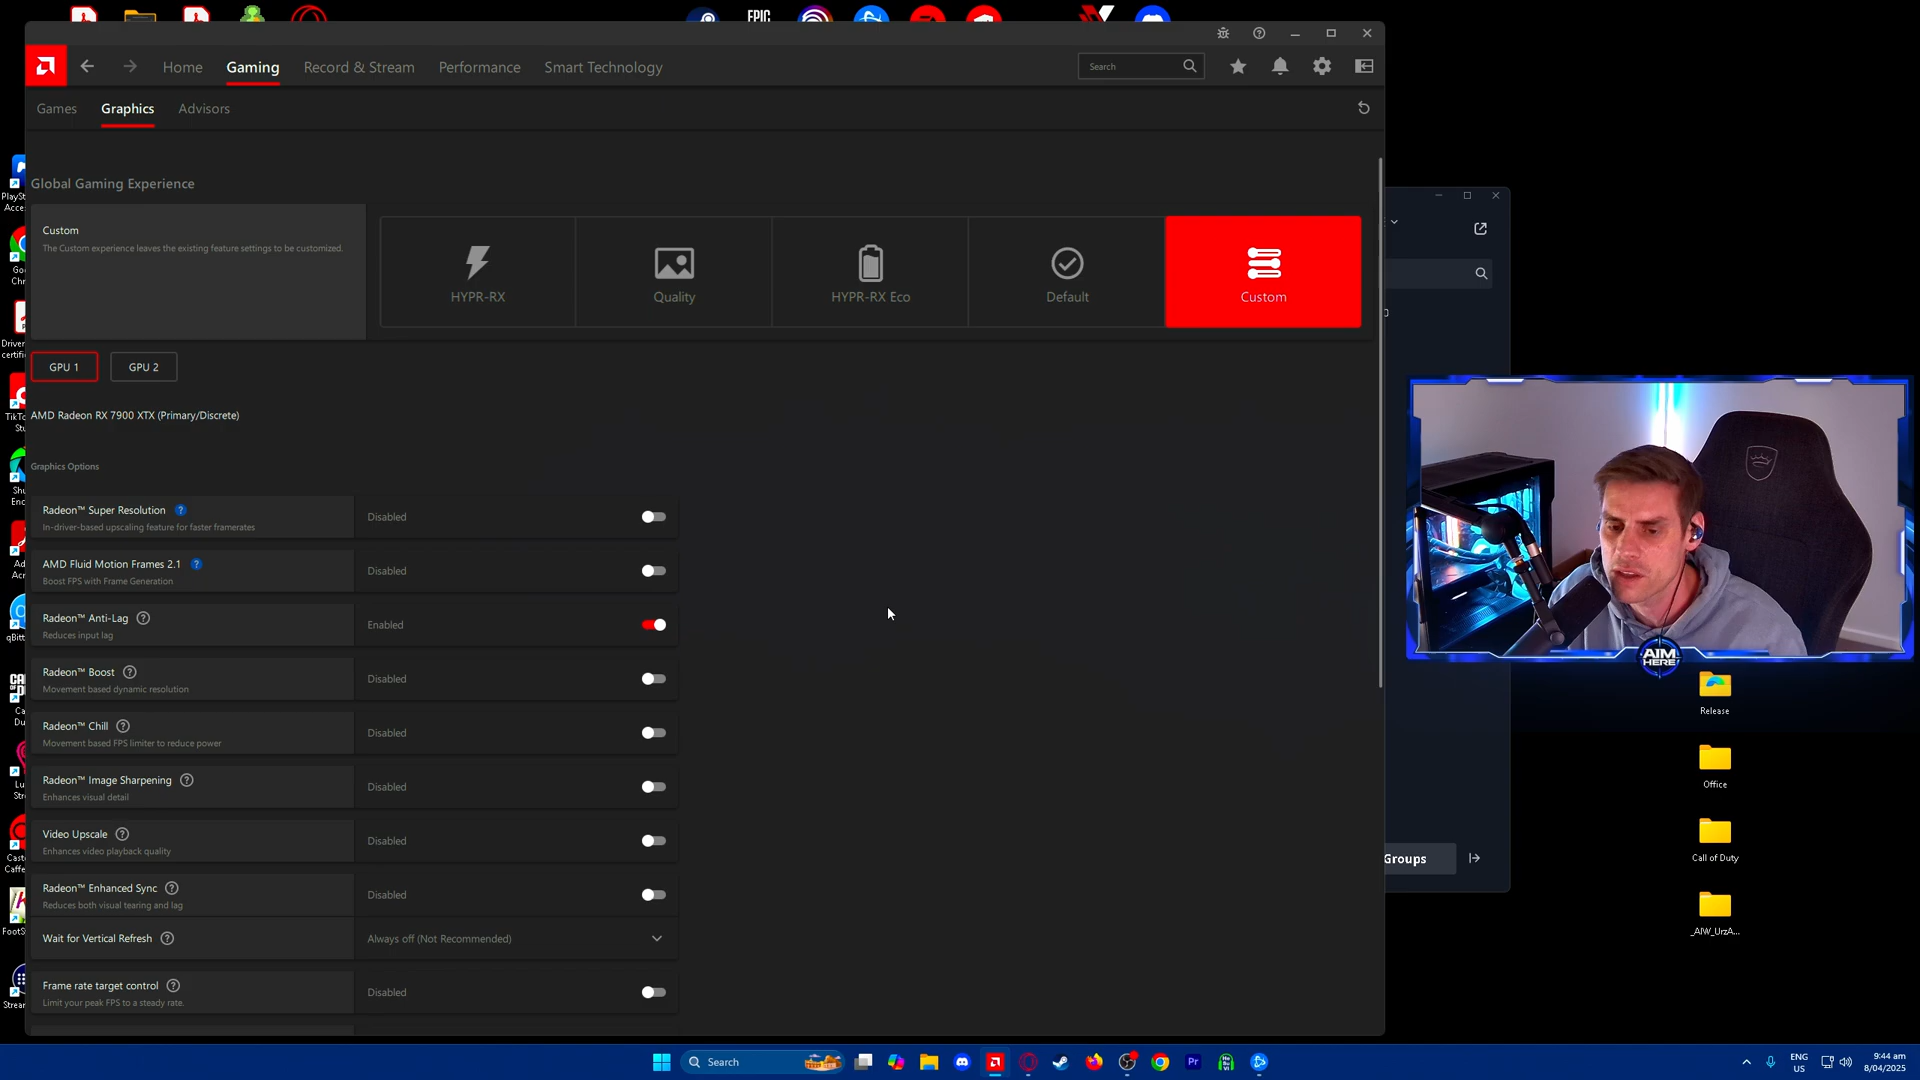 EPIC
Home
Gaming
Record & Stream
Performance
Smart Technology
Search
Games
Graphics
Advisors
Global Gaming Experience
Custom
The Custom experience leaves the existing feature settings to be customized.
HYPR-RX
Quality
HYPR-RX Eco
Default
Custom
GPU 1
GPU 2
AMD Radeon RX 7900 XTX (Primary/Discrete)
Graphics Options
Radeon™ Super Resolution
In-driver-based upscaling feature for faster framerates
Disabled
AMD Fluid Motion Frames 2.1
Boost FPS with Frame Generation
Disabled
Radeon™ Anti-Lag
Reduces input lag
Enabled
Radeon™ Boost
Movement based dynamic resolution
Disabled
Radeon™ Chill
Movement based FPS limiter to reduce power
Disabled
Radeon™ Image Sharpening
Enhances visual detail
Disabled
Video Upscale
Enhances video playback quality
Disabled
Radeon™ Enhanced Sync
Reduces both visual tearing and lag
Disabled
Wait for Vertical Refresh
Always off (Not Recommended)
Frame rate target control
Limit your peak FPS to a steady rate.
Disabled
Groups
AIM
HERE
Release
Office
Call of Duty
_AIW_UrzA...
Search
Pr
ENG
US
9:44 am
8/04/2025